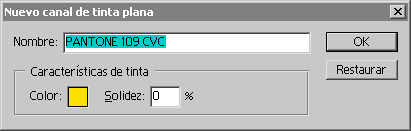 Nuevo canal de tinta plana
Nombre: PANTONE 109 CVC OK
Características de tinta Restaurar
Color: Solidez: 0 %